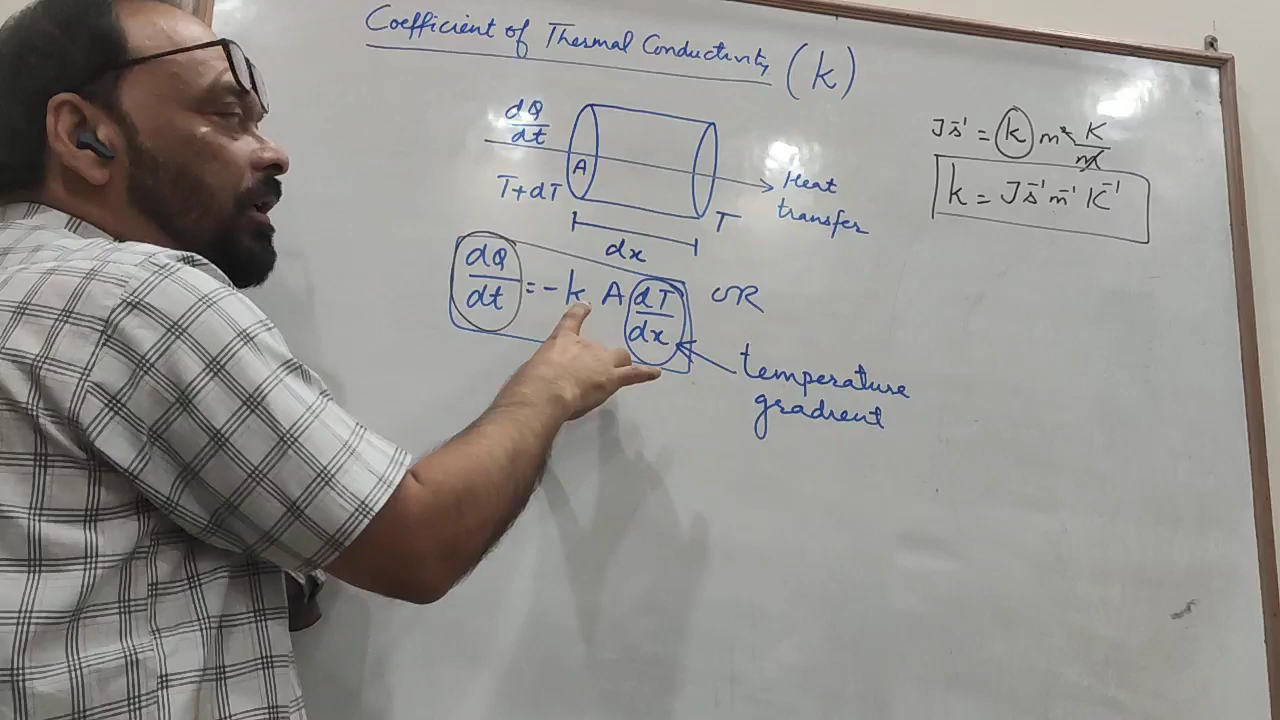 Coefficient of Thermal Conductivity (k)
dQ/dt
A
T+dT
T
Heat
transfer
dx
dQ/dt = -k A dT/dx OR
temperature
gradient
Js⁻¹ = k m² K/m
k = Js⁻¹m⁻¹K⁻¹